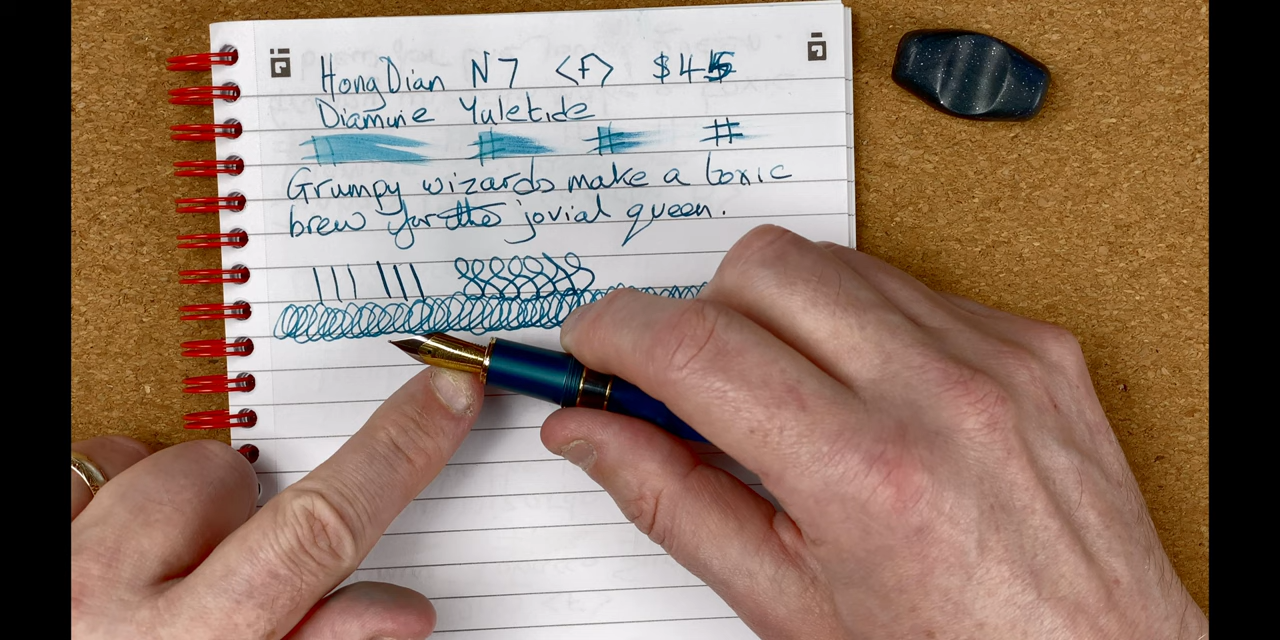 HongDian N7 <F> $45
Diamine Yuletide
# # #
Grumpy wizards make a toxic
brew for the jovial queen.